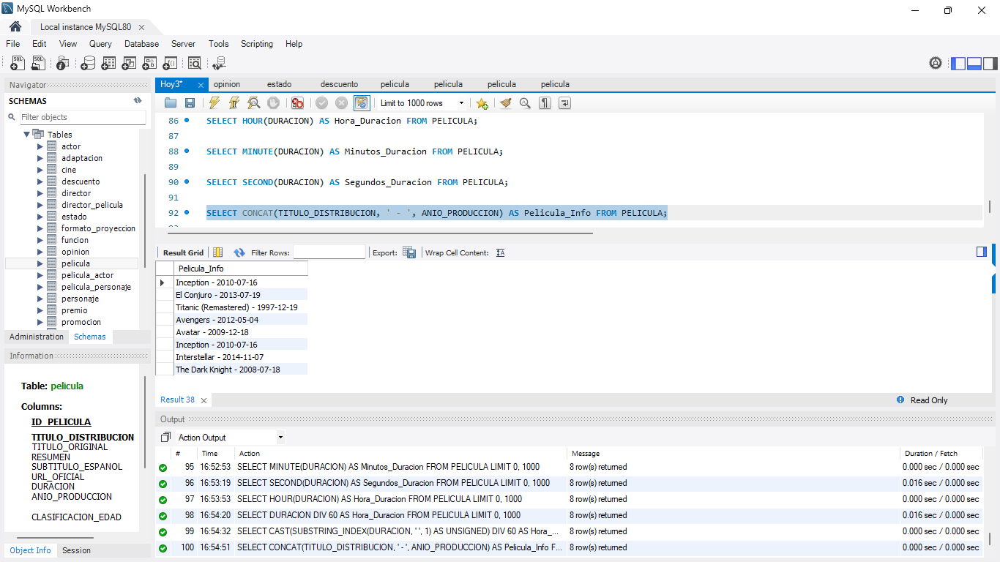 MySQL Workbench
Local instance MySQL80
File Edit View Query Database Server Tools Scripting Help
Navigator
SCHEMAS
Filter objects
Tables
actor
adaptacion
cine
descuento
director
director_pelicula
estado
formato_proyeccion
funcion
opinion
pelicula
pelicula_actor
pelicula_personaje
personaje
premio
promocion
Administration Schemas
Information
Table: pelicula
Columns:
ID_PELICULA
TITULO_DISTRIBUCION
TITULO_ORIGINAL
RESUMEN
SUBTITULO_ESPANOL
URL_OFICIAL
DURACION
ANIO_PRODUCCION
CLASIFICACION_EDAD
Object Info Session
Hoy3* opinion estado descuento pelicula pelicula pelicula pelicula
Limit to 1000 rows
86 SELECT HOUR(DURACION) AS Hora_Duracion FROM PELICULA;
87
88 SELECT MINUTE(DURACION) AS Minutos_Duracion FROM PELICULA;
89
90 SELECT SECOND(DURACION) AS Segundos_Duracion FROM PELICULA;
91
92 SELECT CONCAT(TITULO_DISTRIBUCION, ' - ', ANIO_PRODUCCION) AS Pelicula_Info FROM PELICULA;
Result Grid Filter Rows: Export: Wrap Cell Content:
Pelicula_Info
Inception - 2010-07-16
El Conjuro - 2013-07-19
Titanic (Remastered) - 1997-12-19
Avengers - 2012-05-04
Avatar - 2009-12-18
Inception - 2010-07-16
Interstellar - 2014-11-07
The Dark Knight - 2008-07-18
Result 38 Read Only
Output
Action Output
# Time Action Message Duration / Fetch
95 16:52:53 SELECT MINUTE(DURACION) AS Minutos_Duracion FROM PELICULA LIMIT 0, 1000 8 row(s) returned 0.000 sec / 0.000 sec
96 16:53:19 SELECT SECOND(DURACION) AS Segundos_Duracion FROM PELICULA LIMIT 0, 1000 8 row(s) returned 0.016 sec / 0.000 sec
97 16:53:53 SELECT HOUR(DURACION) AS Hora_Duracion FROM PELICULA LIMIT 0, 1000 8 row(s) returned 0.000 sec / 0.000 sec
98 16:54:20 SELECT DURACION DIV 60 AS Hora_Duracion FROM PELICULA LIMIT 0, 1000 8 row(s) returned 0.016 sec / 0.000 sec
99 16:54:32 SELECT CAST(SUBSTRING_INDEX(DURACION, ' ', 1) AS UNSIGNED) DIV 60 AS Hora_... 8 row(s) returned 0.000 sec / 0.000 sec
100 16:54:51 SELECT CONCAT(TITULO_DISTRIBUCION, ' - ', ANIO_PRODUCCION) AS Pelicula_Info F... 8 row(s) returned 0.000 sec / 0.000 sec